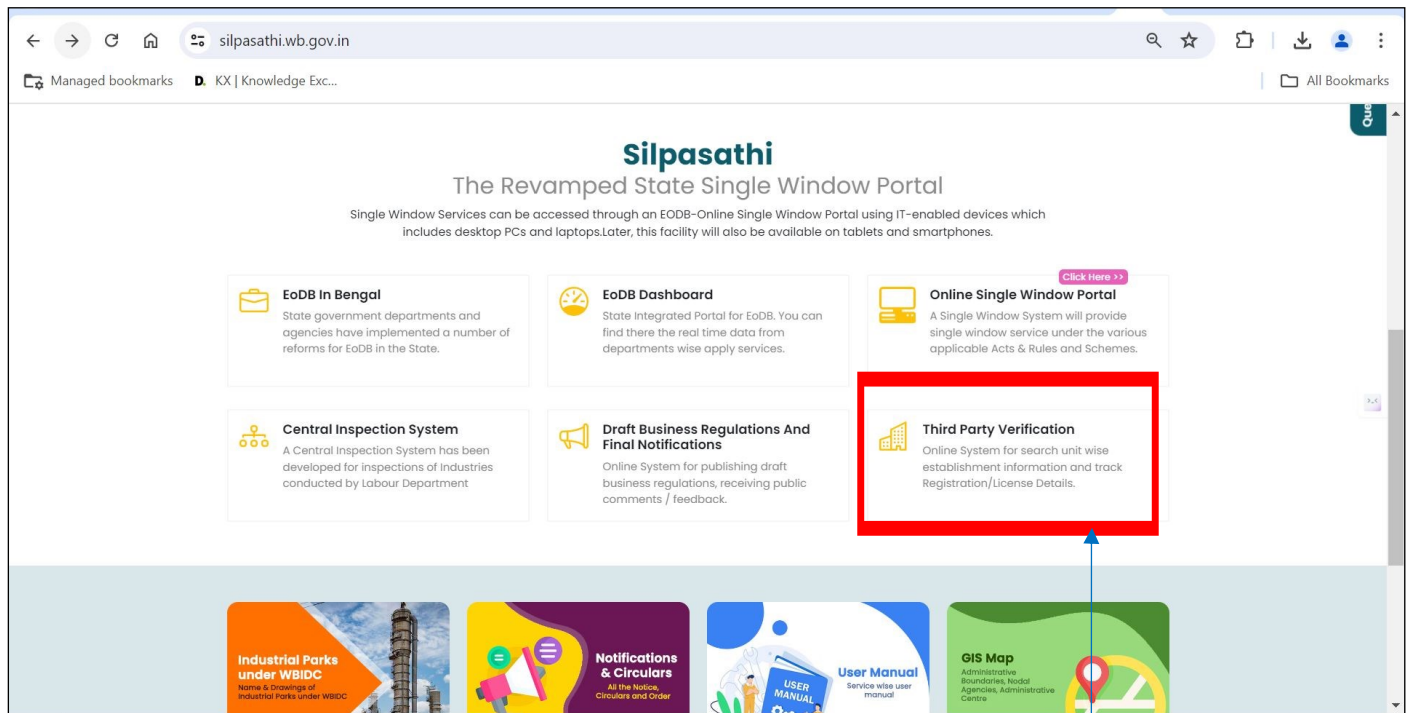 silpasathi.wb.gov.in
Managed bookmarks
D. KX | Knowledge Exc...
All Bookmarks
Que
Silpasathi
The Revamped State Single Window Portal
Single Window Services can be accessed through an EODB-Online Single Window Portal using IT-enabled devices which
includes desktop PCs and laptops.Later, this facility will also be available on tablets and smartphones.
EoDB In Bengal
State government departments and
agencies have implemented a number of
reforms for EoDB in the State.
EoDB Dashboard
State Integrated Portal for EoDB. You can
find there the real time data from
departments wise apply services.
Click Here >>
Online Single Window Portal
A Single Window System will provide
single window service under the various
applicable Acts & Rules and Schemes.
Central Inspection System
A Central Inspection System has been
developed for inspections of Industries
conducted by Labour Department
Draft Business Regulations And
Final Notifications
Online System for publishing draft
business regulations, receiving public
comments / feedback.
Third Party Verification
Online System for search unit wise
establishment information and track
Registration/License Details.
Industrial Parks
under WBIDC
Name & Drawings of
Industrial Parks under WBIDC
Notifications
& Circulars
All the Notice,
Circulars and Order
USER
MANUAL
User Manual
Service wise user
manual
GIS Map
Administrative
Boundaries, Nodal
Agencies, Administrative
Centre